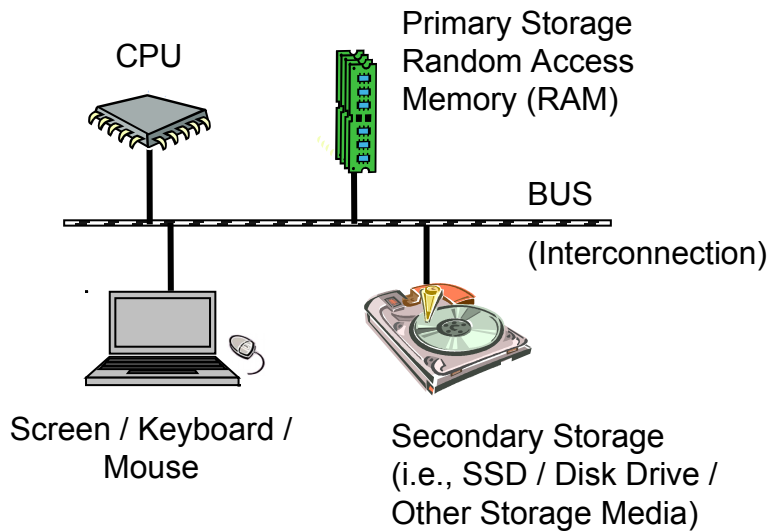 CPU
Primary Storage
Random Access
Memory (RAM)
BUS
(Interconnection)
Screen / Keyboard /
Mouse
Secondary Storage
(i.e., SSD / Disk Drive /
Other Storage Media)